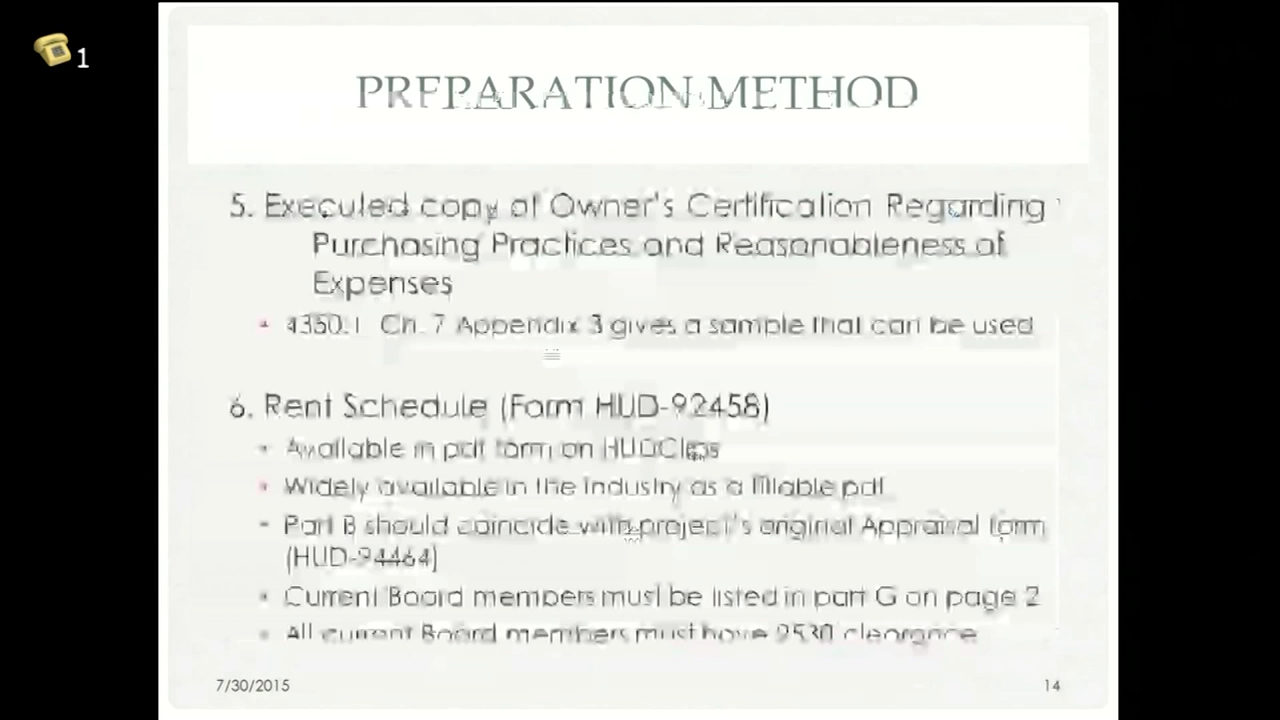 1
PREPARATION METHOD
5. Executed copy of Owner's Certification Regarding
Purchasing Practices and Reasonableness of
Expenses
4350.1 Ch. 7 Appendix 3 gives a sample that can be used
6. Rent Schedule (Form HUD-92458)
Available in pdf form on HUDClips
Widely available in the industry as a fillable pdf
Part B should coincide with project's original Appraisal form
(HUD-94464)
Current Board members must be listed in part G on page 2
All current Board members must have 2530 clearance
7/30/2015
14